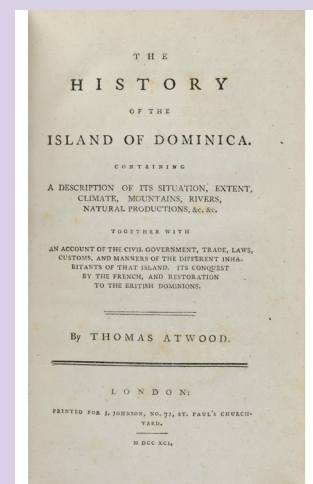 THE
HISTORY
OF THE
ISLAND OF DOMINICA.
CONTAINING
A DESCRIPTION OF ITS SITUATION, EXTENT,
CLIMATE, MOUNTAINS, RIVERS,
NATURAL PRODUCTIONS, &c. &c.
TOGETHER WITH
AN ACCOUNT OF THE CIVIL GOVERNMENT, TRADE, LAWS,
CUSTOMS, AND MANNERS OF THE DIFFERENT INHA-
BITANTS OF THAT ISLAND. ITS CONQUEST
BY THE FRENCH, AND RESTORATION
TO THE BRITISH DOMINIONS.
By THOMAS ATWOOD.
LONDON:
PRINTED FOR J. JOHNSON, NO. 72, ST. PAUL'S CHURCH-
YARD.
M DCC XCI.